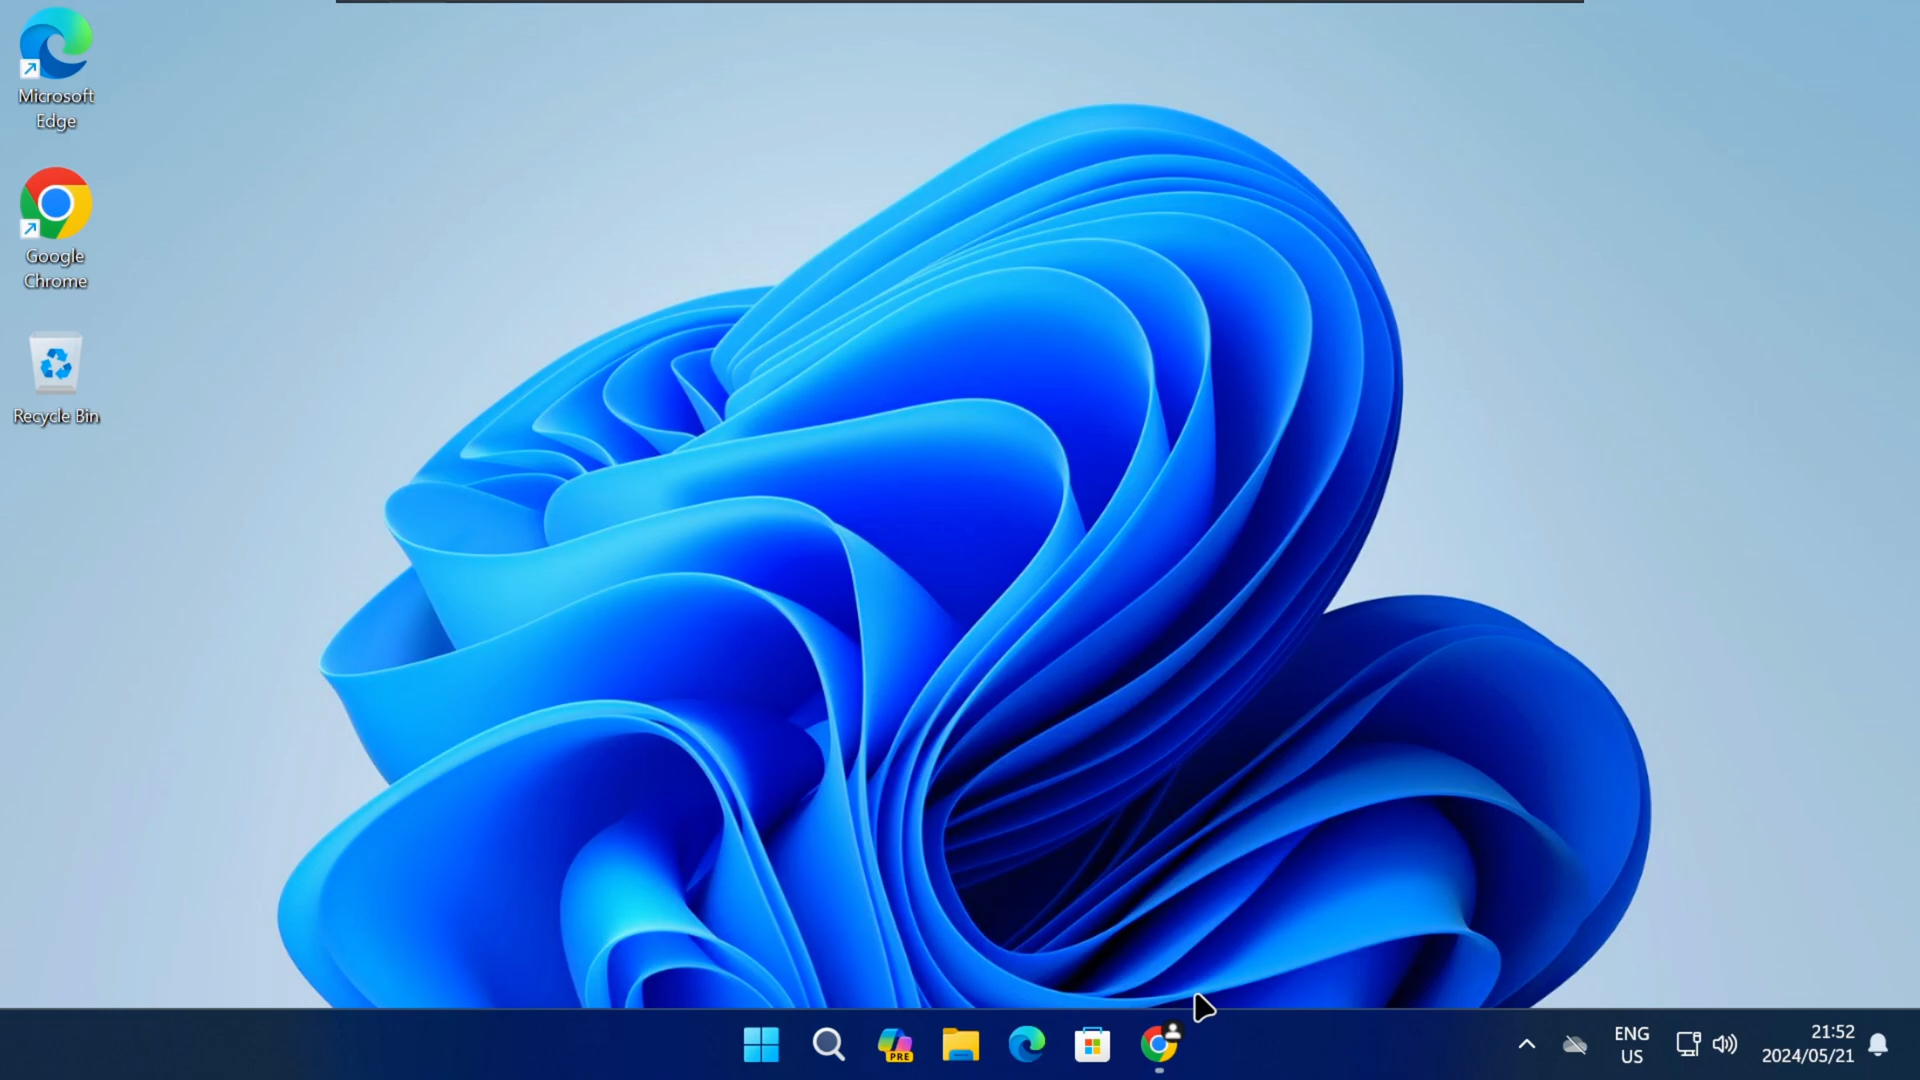 Microsoft
Edge
Google
Chrome
Recycle Bin
PRE
ENG
US
21:52
2024/05/21